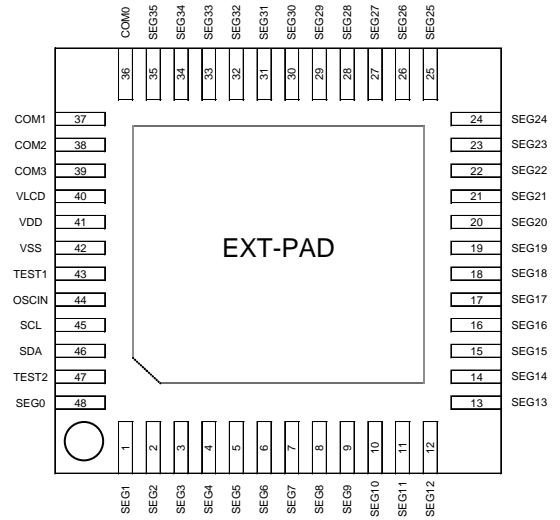 COM0 SEG35 SEG34 SEG33 SEG32 SEG31 SEG30 SEG29 SEG28 SEG27 SEG26 SEG25
36 35 34 33 32 31 30 29 28 27 26 25
COM1 37 24 SEG24
COM2 38 23 SEG23
COM3 39 22 SEG22
VLCD 40 21 SEG21
VDD 41 20 SEG20
VSS 42 19 SEG19
EXT-PAD
TEST1 43 18 SEG18
OSCIN 44 17 SEG17
SCL 45 16 SEG16
SDA 46 15 SEG15
TEST2 47 14 SEG14
SEG0 48 13 SEG13
1 2 3 4 5 6 7 8 9 10 11 12
SEG1 SEG2 SEG3 SEG4 SEG5 SEG6 SEG7 SEG8 SEG9 SEG10 SEG11 SEG12